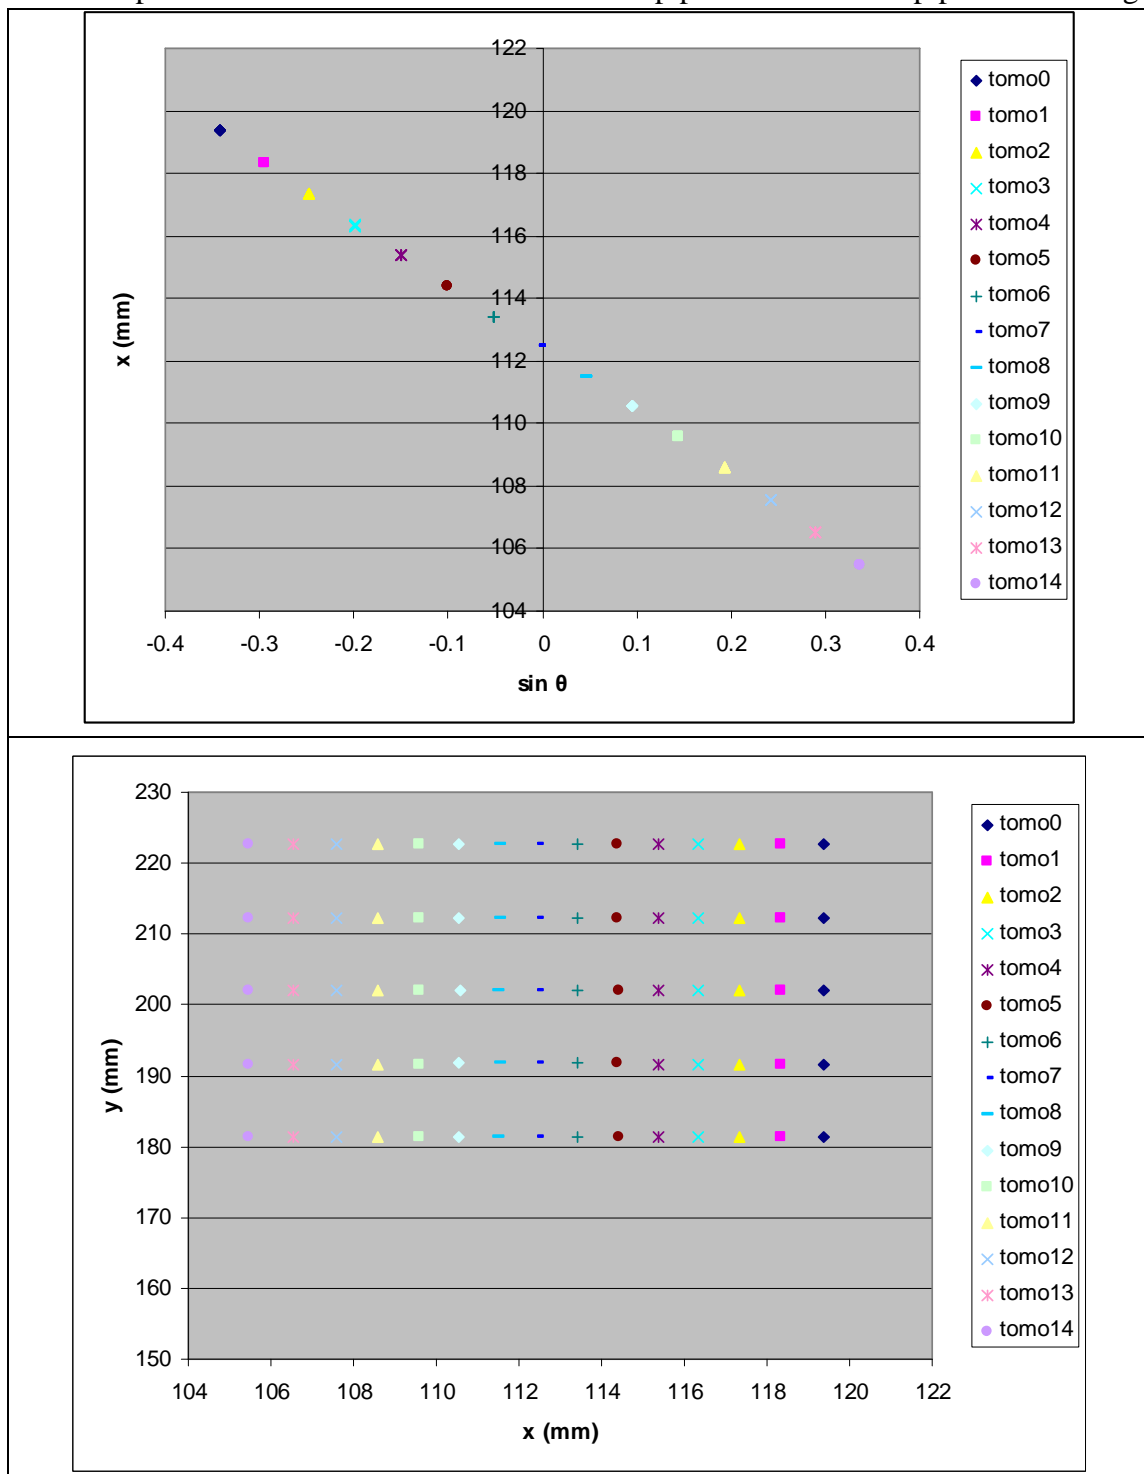 122
120
118
116
114
112
110
108
106
104
x (mm)
-0.4 -0.3 -0.2 -0.1 0 0.1 0.2 0.3 0.4
sin θ
tomo0
tomo1
tomo2
tomo3
tomo4
tomo5
tomo6
tomo7
tomo8
tomo9
tomo10
tomo11
tomo12
tomo13
tomo14
230
220
210
200
190
180
170
160
150
y (mm)
104 106 108 110 112 114 116 118 120 122
x (mm)
tomo0
tomo1
tomo2
tomo3
tomo4
tomo5
tomo6
tomo7
tomo8
tomo9
tomo10
tomo11
tomo12
tomo13
tomo14